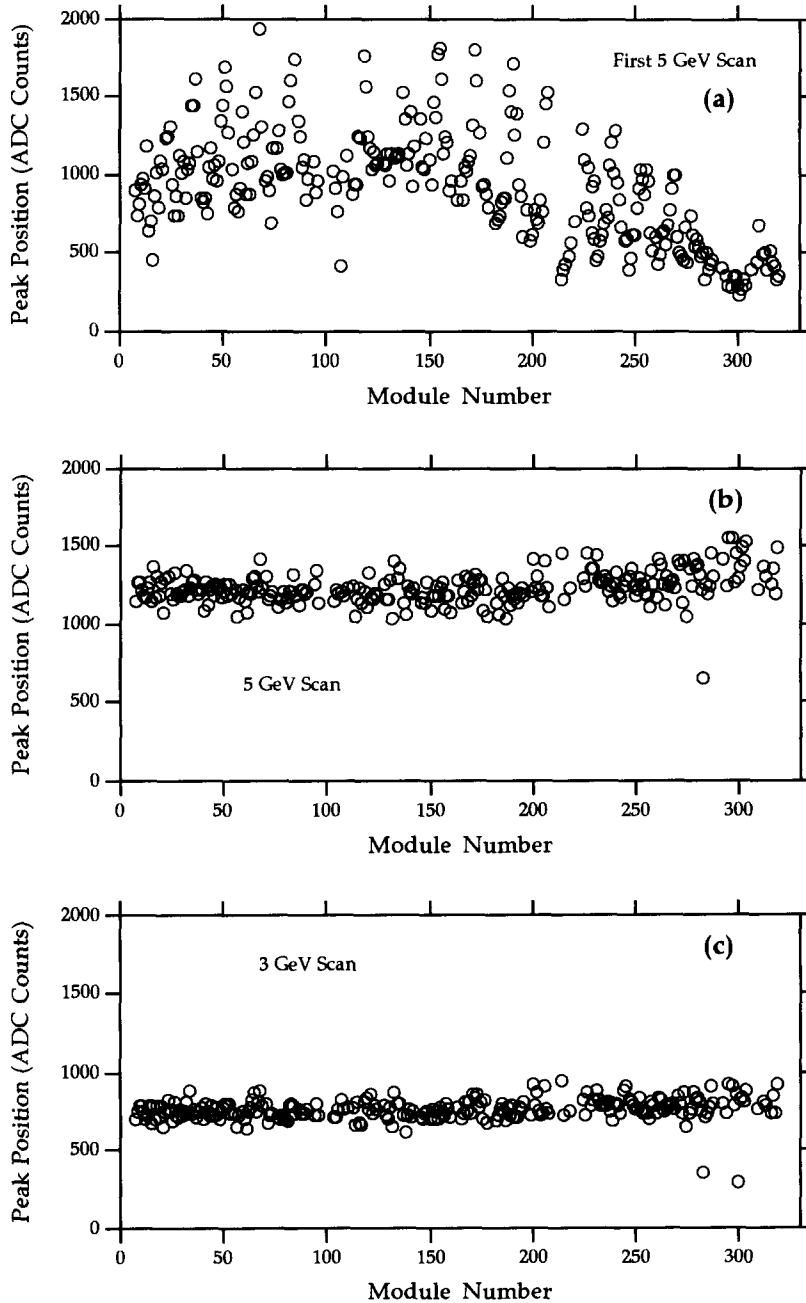 2000
1500
1000
500
0
Peak Position (ADC Counts)
First 5 GeV Scan
(a)
0 50 100 150 200 250 300
Module Number
2000
1500
1000
500
0
Peak Position (ADC Counts)
(b)
5 GeV Scan
0 50 100 150 200 250 300
Module Number
2000
1500
1000
500
0
Peak Position (ADC Counts)
(c)
3 GeV Scan
0 50 100 150 200 250 300
Module Number